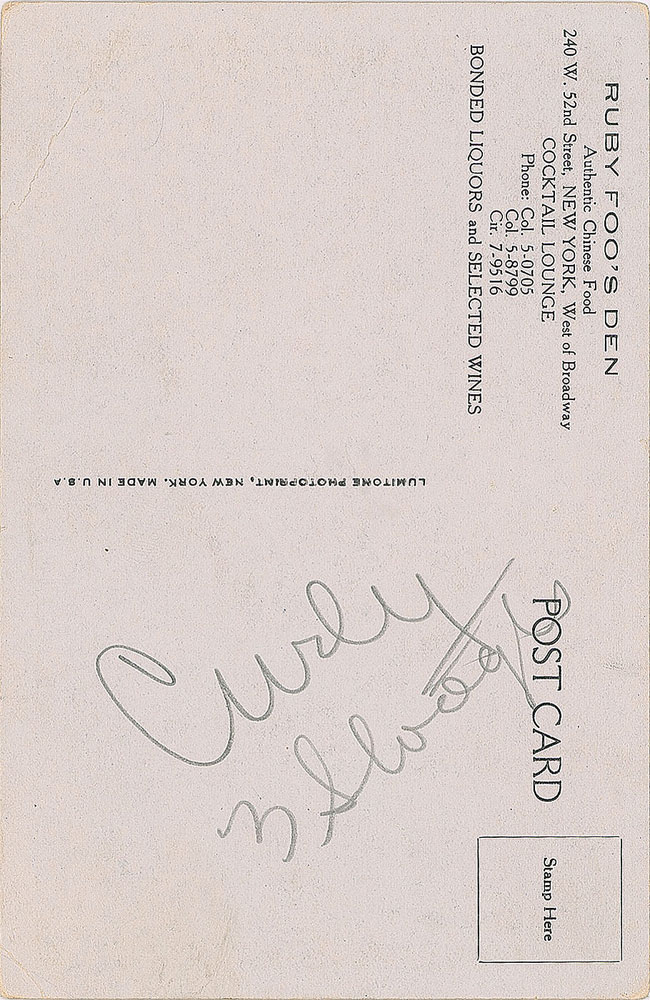 RUBY FOO'S DEN
Authentic Chinese Food
240 W. 52nd Street, NEW YORK, West of Broadway
COCKTAIL LOUNGE
Phone: Col. 5-0705
Col. 5-8799
Cir. 7-9516
BONDED LIQUORS and SELECTED WINES
LUMITONE PHOTOPRINT, NEW YORK. MADE IN U.S.A
POST CARD
Stamp Here
Curly
3 Stooges